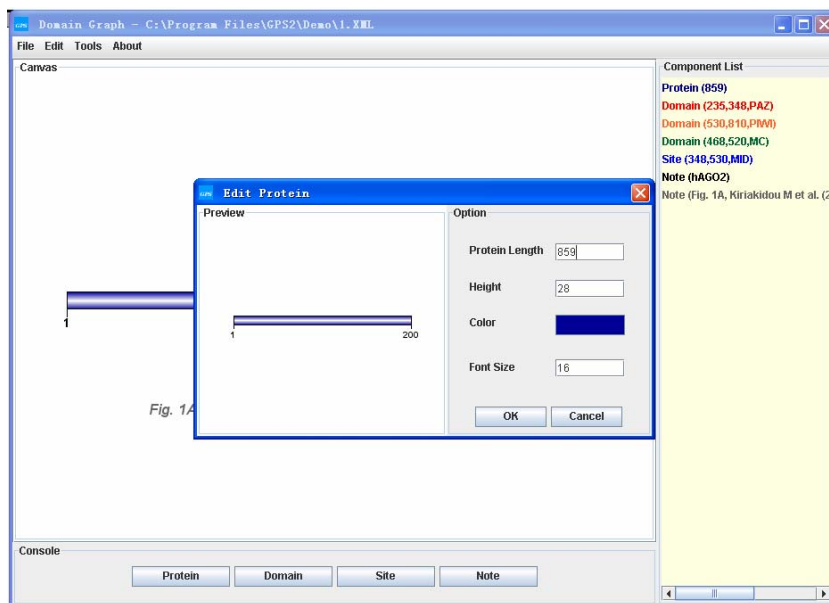 GPS Domain Graph - C:\Program Files\GPS2\Demo\1.XML
File Edit Tools About
Canvas
1
Fig. 1A
Component List
Protein (859)
Domain (235,348,PAZ)
Domain (530,810,PIWI)
Domain (468,520,MC)
Site (348,530,MID)
Note (hAGO2)
Note (Fig. 1A, Kiriakidou M et al. (2
GPS Edit Protein
Preview
1 200
Option
Protein Length 859
Height 28
Color
Font Size 16
OK Cancel
Console
Protein Domain Site Note